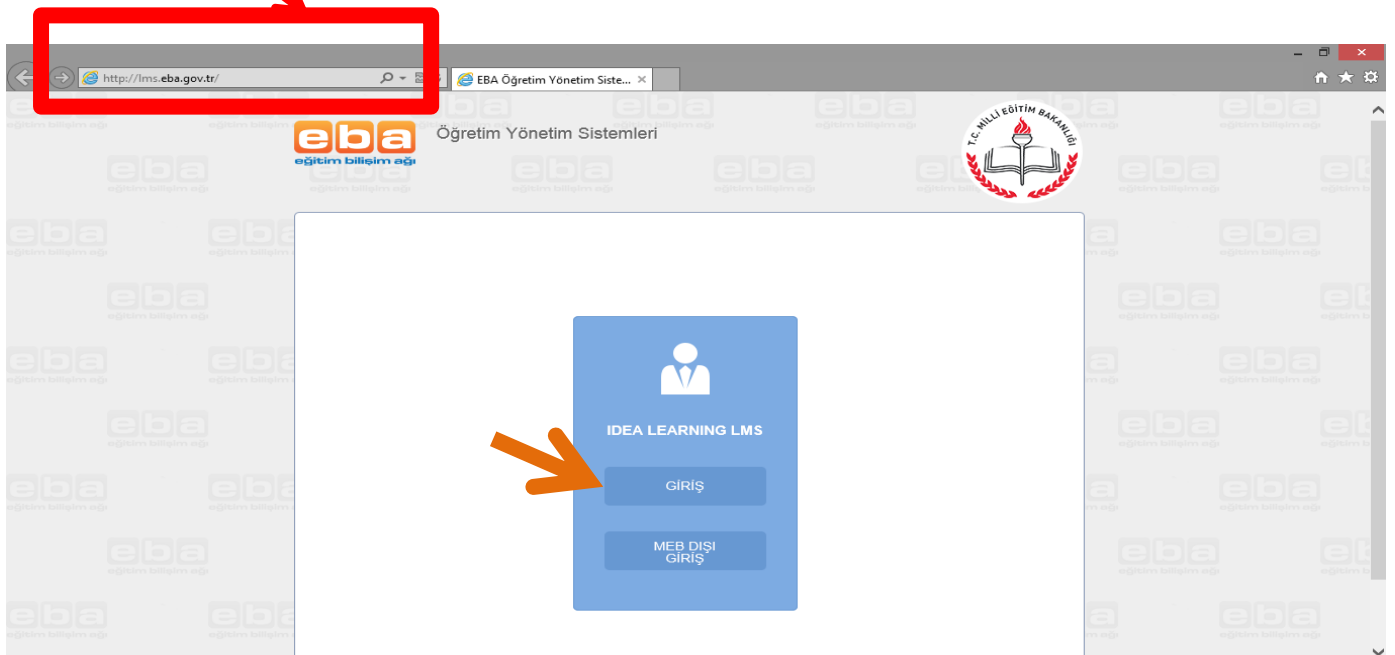 http://lms.eba.gov.tr/
EBA Öğretim Yönetim Siste...
eba
eğitim bilişim ağı
Öğretim Yönetim Sistemleri
T.C. MİLLİ EĞİTİM BAKANLIĞI
IDEA LEARNING LMS
GİRİŞ
MEB DIŞI
GİRİŞ